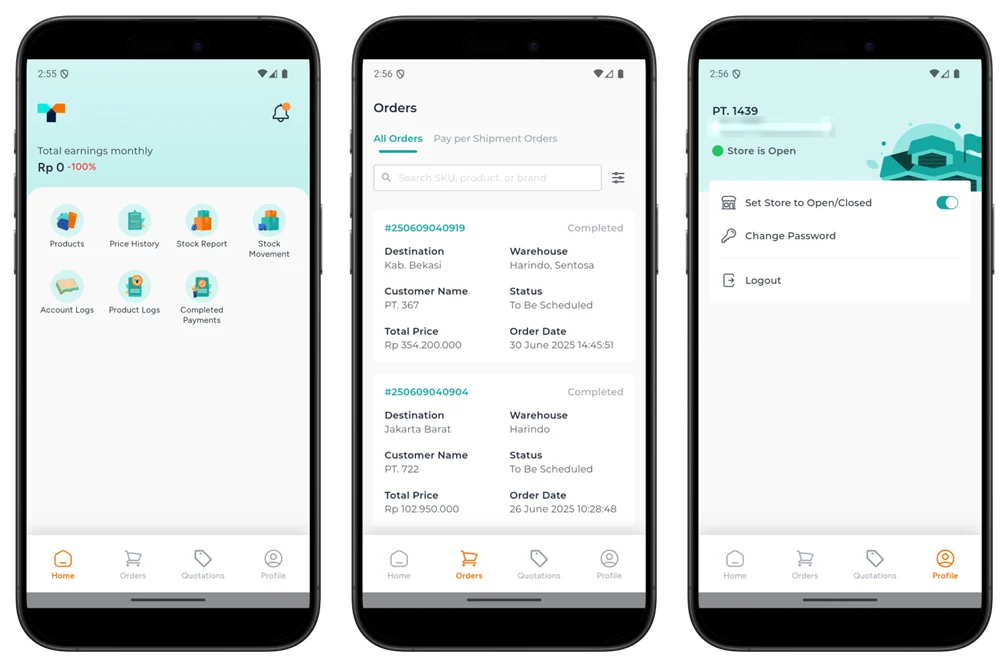 2:55
Total earnings monthly
Rp 0 -100%
Products
Price History
Stock Report
Stock Movement
Account Logs
Product Logs
Completed Payments
Home
Orders
Quotations
Profile
2:56
Orders
All Orders
Pay per Shipment Orders
Search SKU, product, or brand
#250609040919
Completed
Destination
Warehouse
Kab. Bekasi
Harindo, Sentosa
Customer Name
Status
PT. 367
To Be Scheduled
Total Price
Order Date
Rp 354.200.000
30 June 2025 14:45:51
#250609040904
Completed
Destination
Warehouse
Jakarta Barat
Harindo
Customer Name
Status
PT. 722
To Be Scheduled
Total Price
Order Date
Rp 102.950.000
26 June 2025 10:28:48
Home
Orders
Quotations
Profile
2:56
PT. 1439
Store is Open
Set Store to Open/Closed
Change Password
Logout
Home
Orders
Quotations
Profile